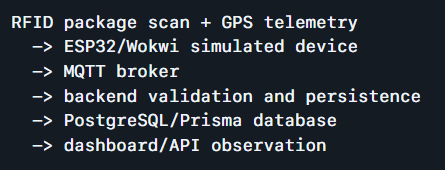 RFID package scan + GPS telemetry
—> ESP32/Wokwi simulated device
—> MQTT broker
—> backend validation and persistence
—> PostgreSQL/Prisma database
—> dashboard/API observation